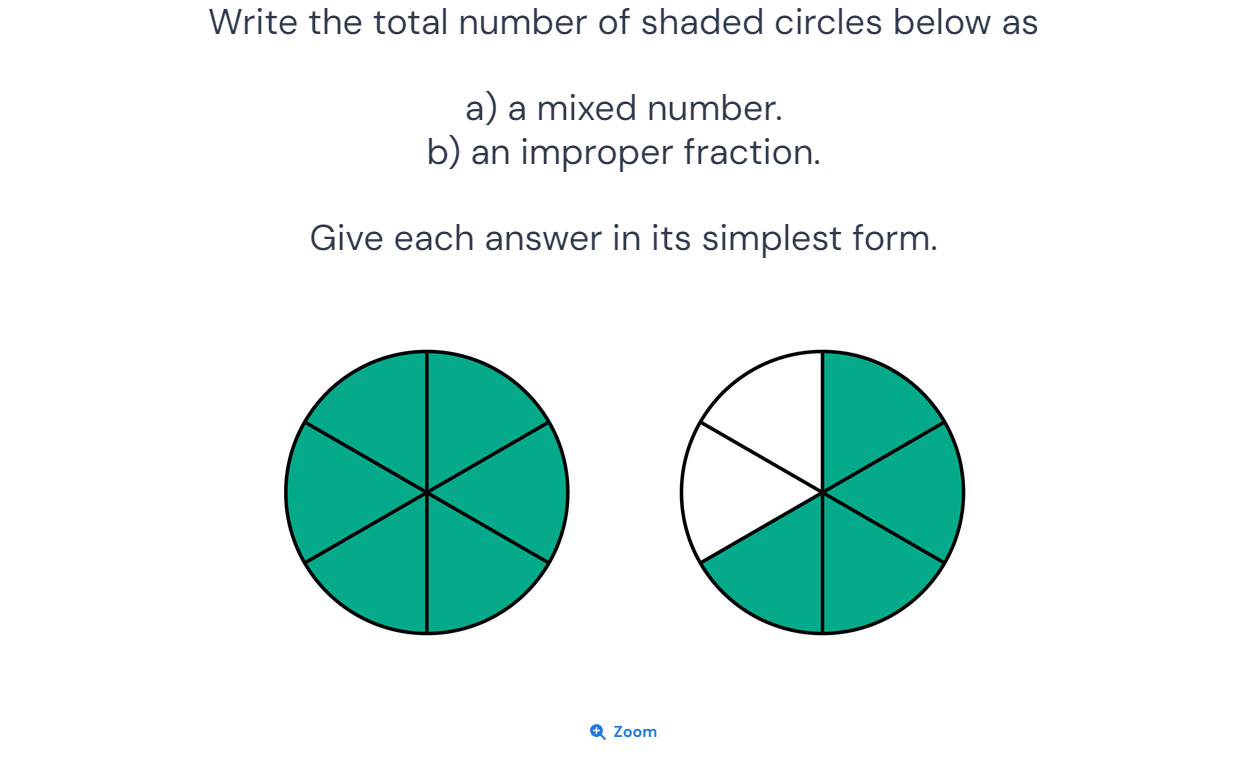 Write the total number of shaded circles below as
a) a mixed number.
b) an improper fraction.
Give each answer in its simplest form.
Zoom